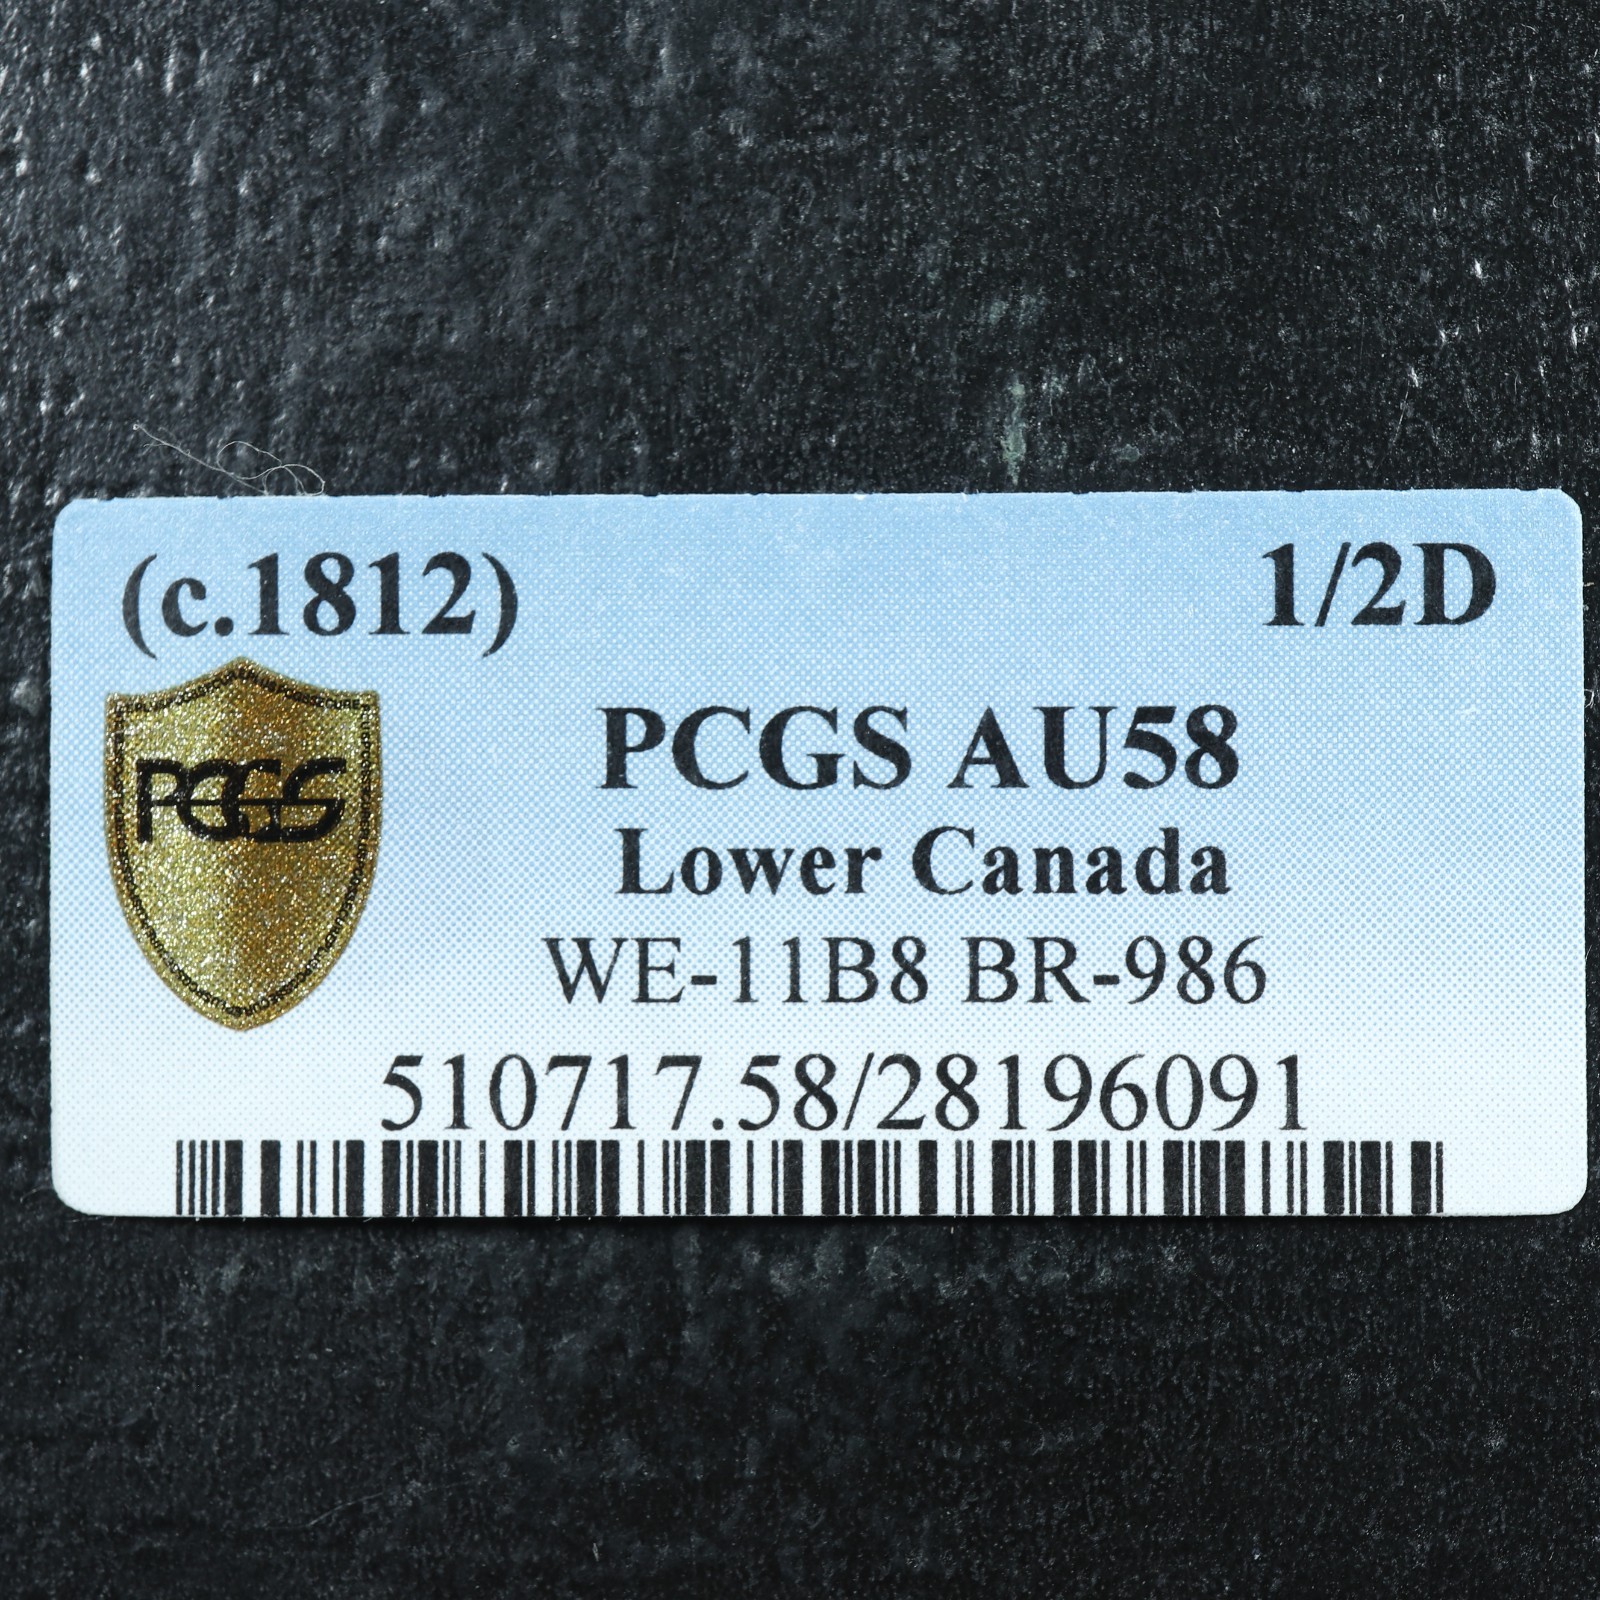 (c.1812) 1/2D
PCGS
PCGS AU58
Lower Canada
WE-11B8 BR-986
510717.58/28196091